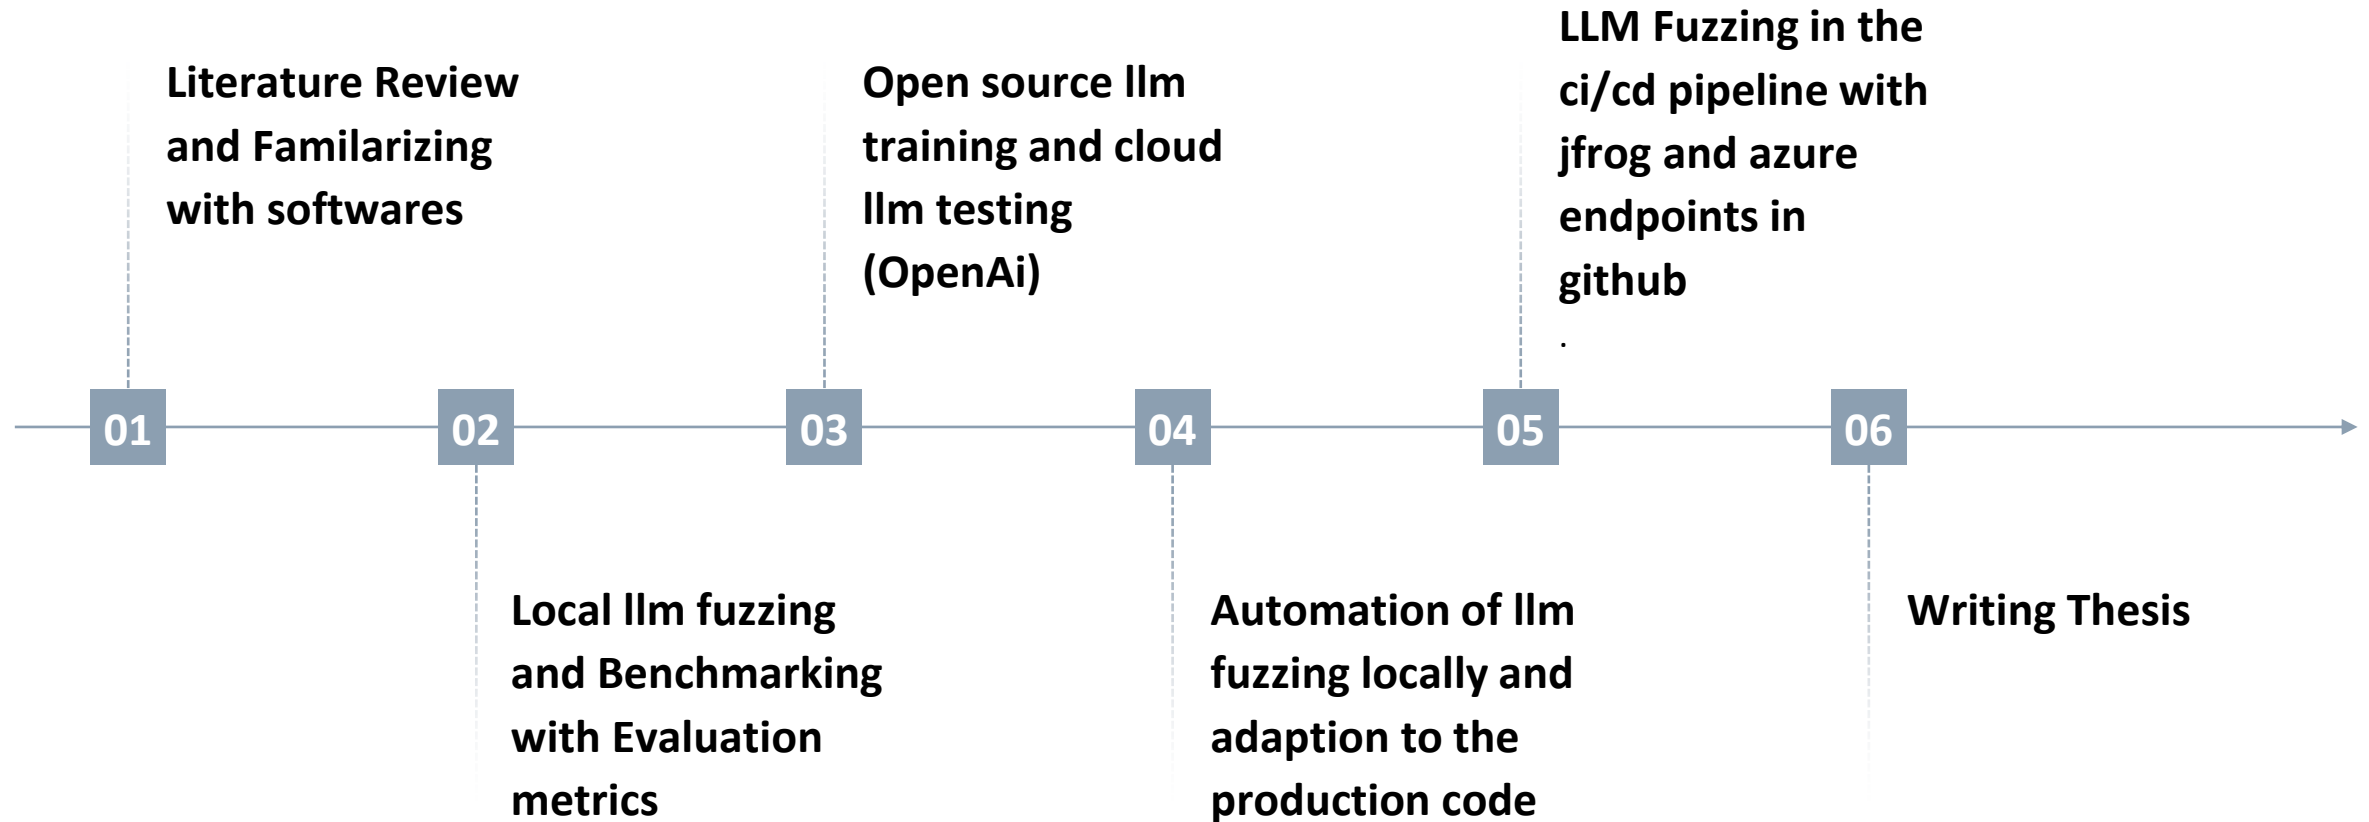 Literature Review
and Familarizing
with softwares
Open source llm
training and cloud
llm testing
(OpenAi)
LLM Fuzzing in the
ci/cd pipeline with
jfrog and azure
endpoints in
github
.
01
02
03
04
05
06
Local llm fuzzing
and Benchmarking
with Evaluation
metrics
Automation of llm
fuzzing locally and
adaption to the
production code
Writing Thesis